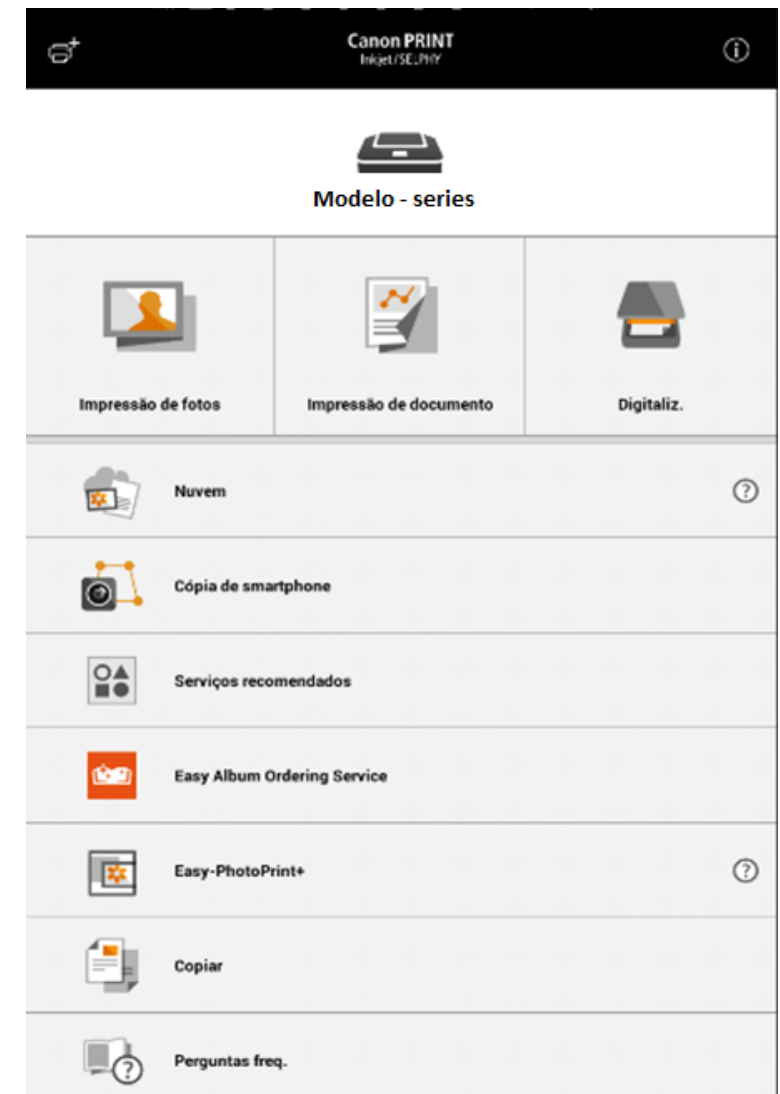 Canon PRINT
Inkjet/SELPHY
Modelo - series
Impressão de fotos
Impressão de documento
Digitaliz.
Nuvem
Cópia de smartphone
Serviços recomendados
Easy Album Ordering Service
Easy-PhotoPrint+
Copiar
Perguntas freq.